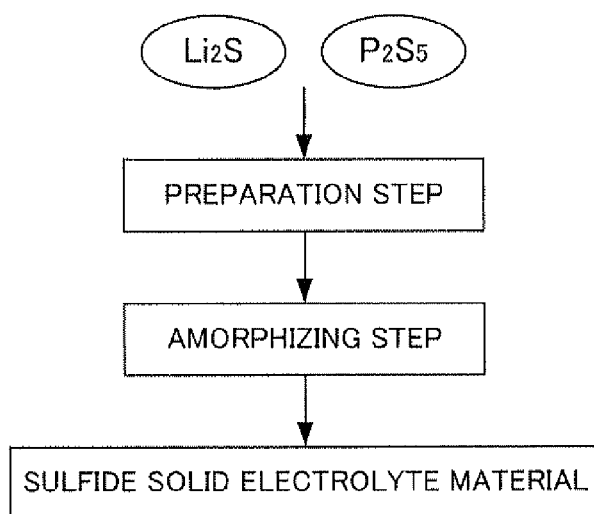 Li2S P2S5
PREPARATION STEP
AMORPHIZING STEP
SULFIDE SOLID ELECTROLYTE MATERIAL